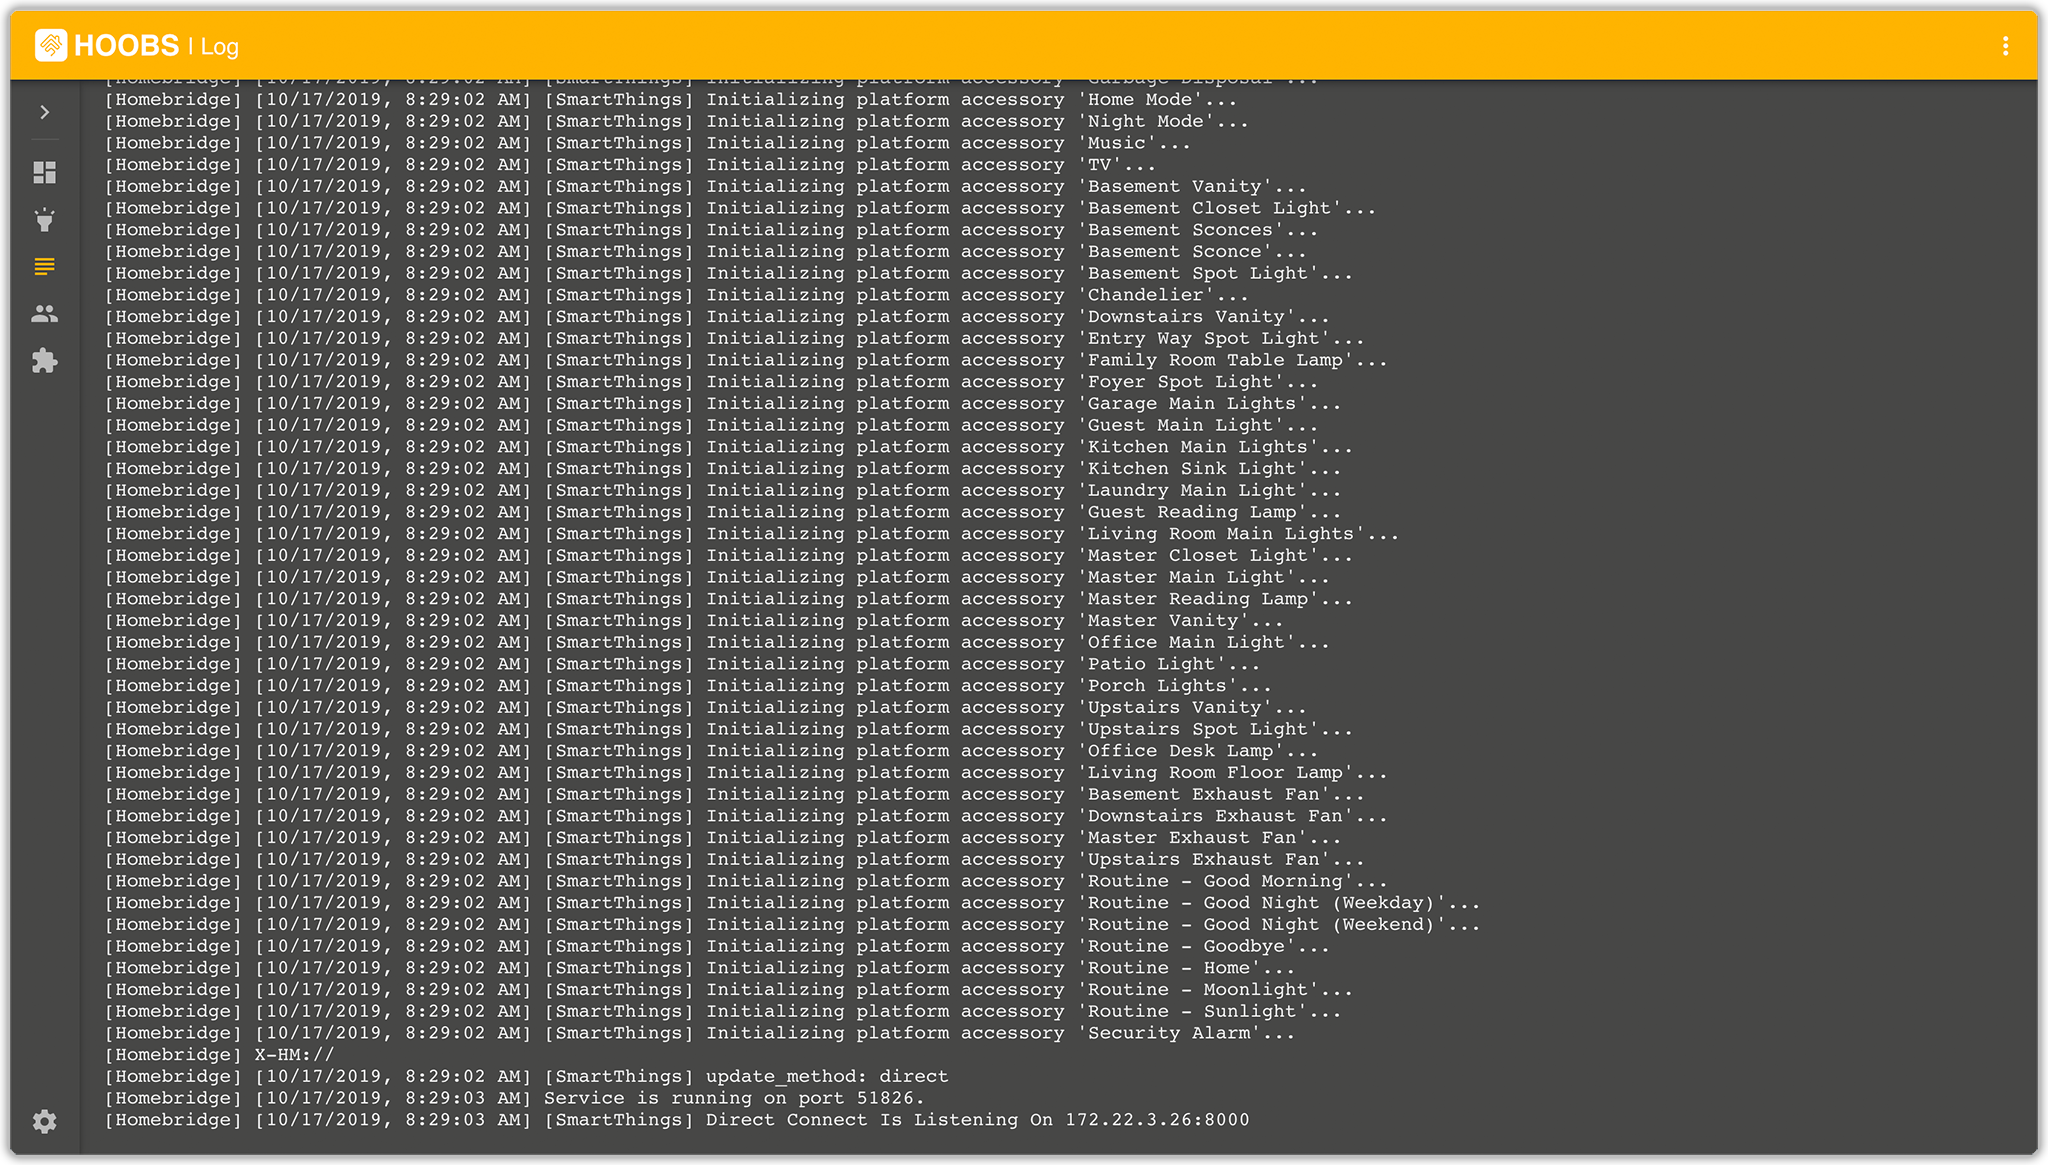 HOOBS | Log
[Homebridge] [10/17/2019, 8:29:02 AM] [SmartThings] Initializing platform accessory 'Garbage Disposal'...
[Homebridge] [10/17/2019, 8:29:02 AM] [SmartThings] Initializing platform accessory 'Home Mode'...
[Homebridge] [10/17/2019, 8:29:02 AM] [SmartThings] Initializing platform accessory 'Night Mode'...
[Homebridge] [10/17/2019, 8:29:02 AM] [SmartThings] Initializing platform accessory 'Music'...
[Homebridge] [10/17/2019, 8:29:02 AM] [SmartThings] Initializing platform accessory 'TV'...
[Homebridge] [10/17/2019, 8:29:02 AM] [SmartThings] Initializing platform accessory 'Basement Vanity'...
[Homebridge] [10/17/2019, 8:29:02 AM] [SmartThings] Initializing platform accessory 'Basement Closet Light'...
[Homebridge] [10/17/2019, 8:29:02 AM] [SmartThings] Initializing platform accessory 'Basement Sconces'...
[Homebridge] [10/17/2019, 8:29:02 AM] [SmartThings] Initializing platform accessory 'Basement Sconce'...
[Homebridge] [10/17/2019, 8:29:02 AM] [SmartThings] Initializing platform accessory 'Basement Spot Light'...
[Homebridge] [10/17/2019, 8:29:02 AM] [SmartThings] Initializing platform accessory 'Chandelier'...
[Homebridge] [10/17/2019, 8:29:02 AM] [SmartThings] Initializing platform accessory 'Downstairs Vanity'...
[Homebridge] [10/17/2019, 8:29:02 AM] [SmartThings] Initializing platform accessory 'Entry Way Spot Light'...
[Homebridge] [10/17/2019, 8:29:02 AM] [SmartThings] Initializing platform accessory 'Family Room Table Lamp'...
[Homebridge] [10/17/2019, 8:29:02 AM] [SmartThings] Initializing platform accessory 'Foyer Spot Light'...
[Homebridge] [10/17/2019, 8:29:02 AM] [SmartThings] Initializing platform accessory 'Garage Main Lights'...
[Homebridge] [10/17/2019, 8:29:02 AM] [SmartThings] Initializing platform accessory 'Guest Main Light'...
[Homebridge] [10/17/2019, 8:29:02 AM] [SmartThings] Initializing platform accessory 'Kitchen Main Lights'...
[Homebridge] [10/17/2019, 8:29:02 AM] [SmartThings] Initializing platform accessory 'Kitchen Sink Light'...
[Homebridge] [10/17/2019, 8:29:02 AM] [SmartThings] Initializing platform accessory 'Laundry Main Light'...
[Homebridge] [10/17/2019, 8:29:02 AM] [SmartThings] Initializing platform accessory 'Guest Reading Lamp'...
[Homebridge] [10/17/2019, 8:29:02 AM] [SmartThings] Initializing platform accessory 'Living Room Main Lights'...
[Homebridge] [10/17/2019, 8:29:02 AM] [SmartThings] Initializing platform accessory 'Master Closet Light'...
[Homebridge] [10/17/2019, 8:29:02 AM] [SmartThings] Initializing platform accessory 'Master Main Light'...
[Homebridge] [10/17/2019, 8:29:02 AM] [SmartThings] Initializing platform accessory 'Master Reading Lamp'...
[Homebridge] [10/17/2019, 8:29:02 AM] [SmartThings] Initializing platform accessory 'Master Vanity'...
[Homebridge] [10/17/2019, 8:29:02 AM] [SmartThings] Initializing platform accessory 'Office Main Light'...
[Homebridge] [10/17/2019, 8:29:02 AM] [SmartThings] Initializing platform accessory 'Patio Light'...
[Homebridge] [10/17/2019, 8:29:02 AM] [SmartThings] Initializing platform accessory 'Porch Lights'...
[Homebridge] [10/17/2019, 8:29:02 AM] [SmartThings] Initializing platform accessory 'Upstairs Vanity'...
[Homebridge] [10/17/2019, 8:29:02 AM] [SmartThings] Initializing platform accessory 'Upstairs Spot Light'...
[Homebridge] [10/17/2019, 8:29:02 AM] [SmartThings] Initializing platform accessory 'Office Desk Lamp'...
[Homebridge] [10/17/2019, 8:29:02 AM] [SmartThings] Initializing platform accessory 'Living Room Floor Lamp'...
[Homebridge] [10/17/2019, 8:29:02 AM] [SmartThings] Initializing platform accessory 'Basement Exhaust Fan'...
[Homebridge] [10/17/2019, 8:29:02 AM] [SmartThings] Initializing platform accessory 'Downstairs Exhaust Fan'...
[Homebridge] [10/17/2019, 8:29:02 AM] [SmartThings] Initializing platform accessory 'Master Exhaust Fan'...
[Homebridge] [10/17/2019, 8:29:02 AM] [SmartThings] Initializing platform accessory 'Upstairs Exhaust Fan'...
[Homebridge] [10/17/2019, 8:29:02 AM] [SmartThings] Initializing platform accessory 'Routine - Good Morning'...
[Homebridge] [10/17/2019, 8:29:02 AM] [SmartThings] Initializing platform accessory 'Routine - Good Night (Weekday)'...
[Homebridge] [10/17/2019, 8:29:02 AM] [SmartThings] Initializing platform accessory 'Routine - Good Night (Weekend)'...
[Homebridge] [10/17/2019, 8:29:02 AM] [SmartThings] Initializing platform accessory 'Routine - Goodbye'...
[Homebridge] [10/17/2019, 8:29:02 AM] [SmartThings] Initializing platform accessory 'Routine - Home'...
[Homebridge] [10/17/2019, 8:29:02 AM] [SmartThings] Initializing platform accessory 'Routine - Moonlight'...
[Homebridge] [10/17/2019, 8:29:02 AM] [SmartThings] Initializing platform accessory 'Routine - Sunlight'...
[Homebridge] [10/17/2019, 8:29:02 AM] [SmartThings] Initializing platform accessory 'Security Alarm'...
[Homebridge] X-HM://
[Homebridge] [10/17/2019, 8:29:02 AM] [SmartThings] update_method: direct
[Homebridge] [10/17/2019, 8:29:03 AM] Service is running on port 51826.
[Homebridge] [10/17/2019, 8:29:03 AM] [SmartThings] Direct Connect Is Listening On 172.22.3.26:8000